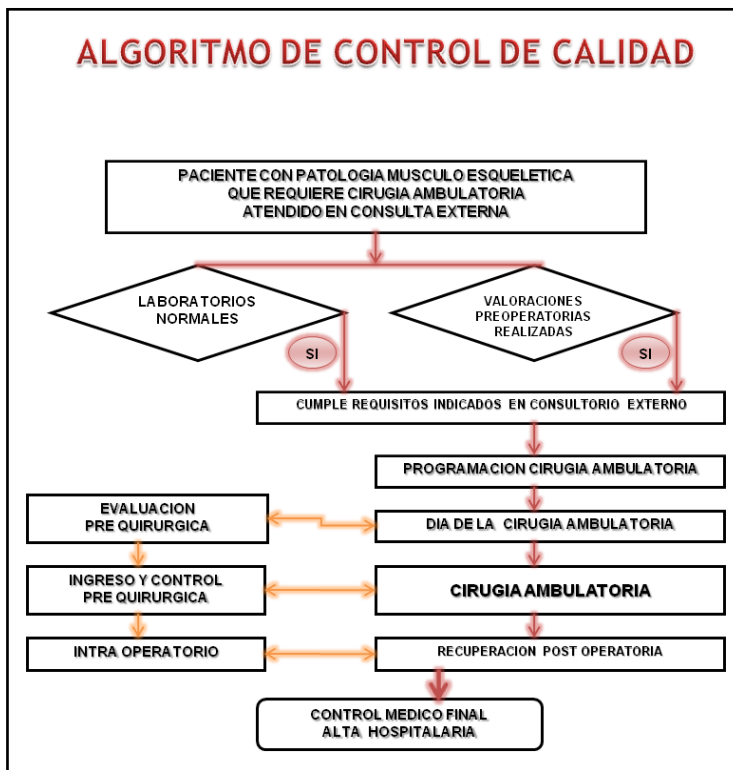 ALGORITMO DE CONTROL DE CALIDAD
PACIENTE CON PATOLOGIA MUSCULO ESQUELETICA
QUE REQUIERE CIRUGIA AMBULATORIA
ATENDIDO EN CONSULTA EXTERNA
LABORATORIOS
NORMALES
VALORACIONES
PREOPERATORIAS
REALIZADAS
SI
SI
CUMPLE REQUISITOS INDICADOS EN CONSULTORIO EXTERNO
PROGRAMACION CIRUGIA AMBULATORIA
EVALUACION
PRE QUIRURGICA
DIA DE LA CIRUGIA AMBULATORIA
INGRESO Y CONTROL
PRE QUIRURGICA
CIRUGIA AMBULATORIA
INTRA OPERATORIO
RECUPERACION POST OPERATORIA
CONTROL MEDICO FINAL
ALTA HOSPITALARIA